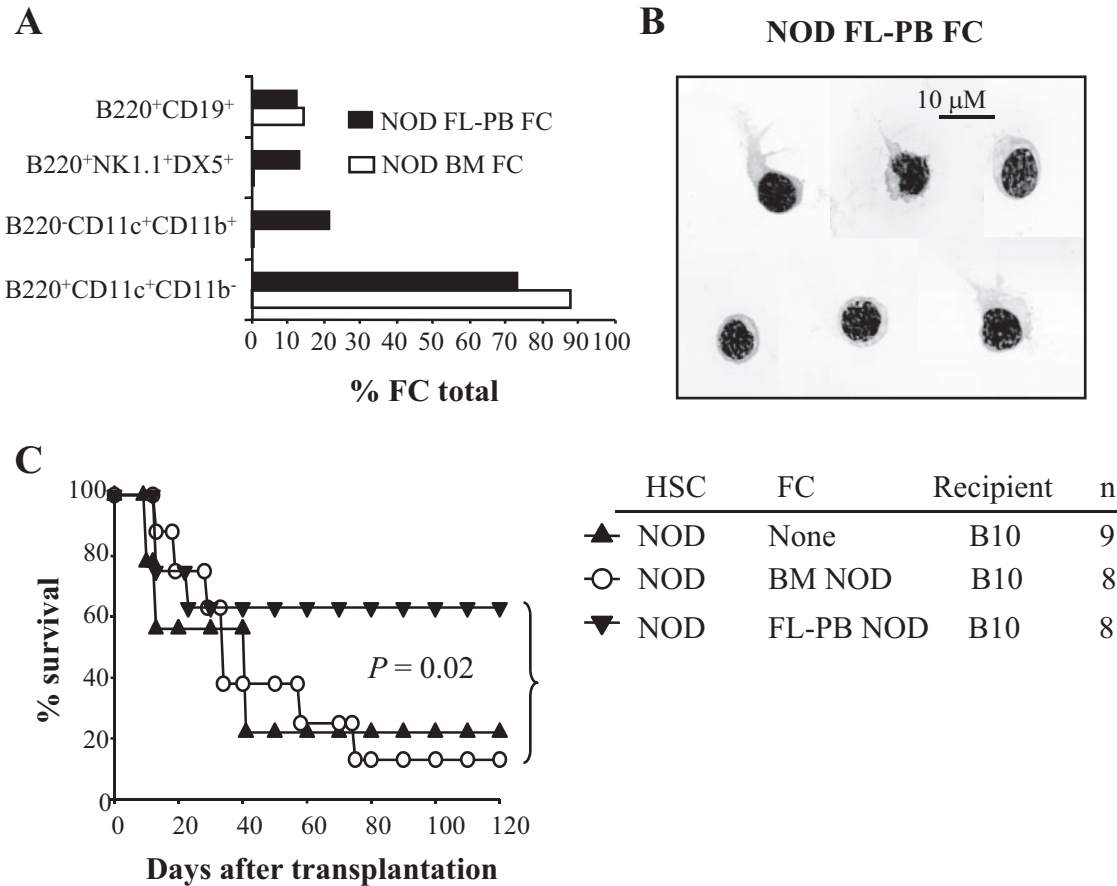 A
B220⁺CD19⁺
B220⁺NK1.1⁺DX5⁺
B220⁻CD11c⁺CD11b⁺
B220⁺CD11c⁺CD11b⁻
NOD FL-PB FC
NOD BM FC
0 10 20 30 40 50 60 70 80 90 100
% FC total
B
NOD FL-PB FC
10 μM
C
100
80
60
40
20
0
% survival
P = 0.02
0 20 40 60 80 100 120
Days after transplantation
HSC FC Recipient n
NOD None B10 9
NOD BM NOD B10 8
NOD FL-PB NOD B10 8